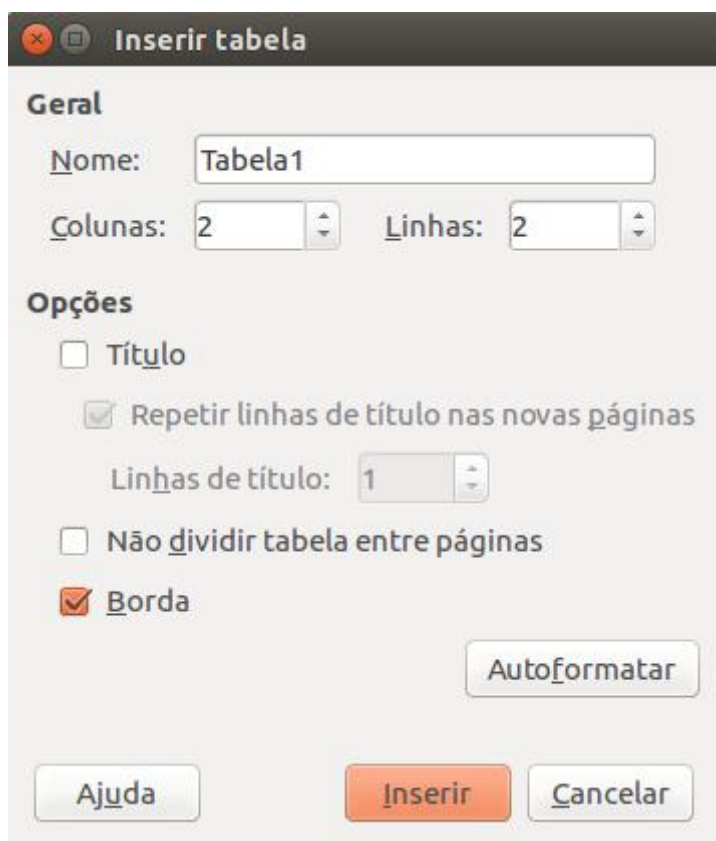 Inserir tabela
Geral
Nome: Tabela1
Colunas: 2 Linhas: 2
Opções
Título
Repetir linhas de título nas novas páginas
Linhas de título: 1
Não dividir tabela entre páginas
Borda
Autoformatar
Ajuda Inserir Cancelar